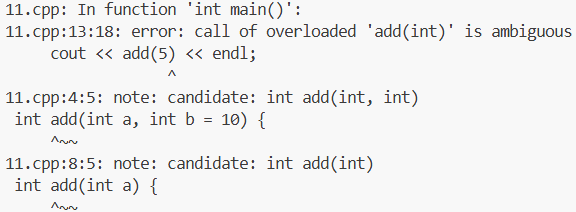 11.cpp: In function 'int main()':
11.cpp:13:18: error: call of overloaded 'add(int)' is ambiguous
     cout << add(5) << endl;
                  ^
11.cpp:4:5: note: candidate: int add(int, int)
 int add(int a, int b = 10) {
     ^~~
11.cpp:8:5: note: candidate: int add(int)
 int add(int a) {
     ^~~